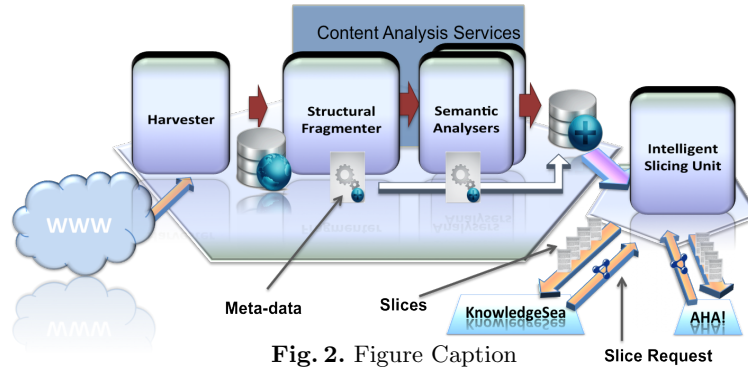 Content Analysis Services
Harvester
Structural
Fragmenter
Semantic
Analysers
Intelligent
Slicing Unit
WWW
Meta-data
Slices
KnowledgeSea
AHA!
Slice Request
Fig. 2. Figure Caption